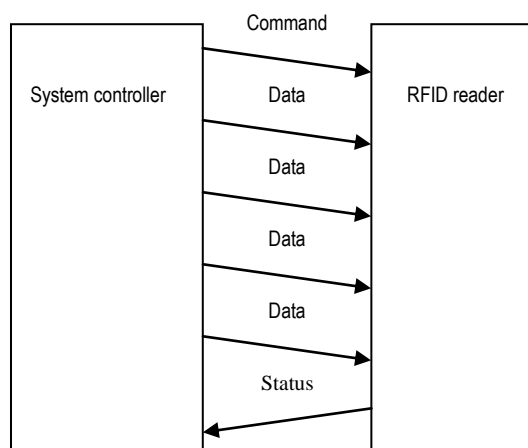 Command
System controller
Data
RFID reader
Data
Data
Data
Status